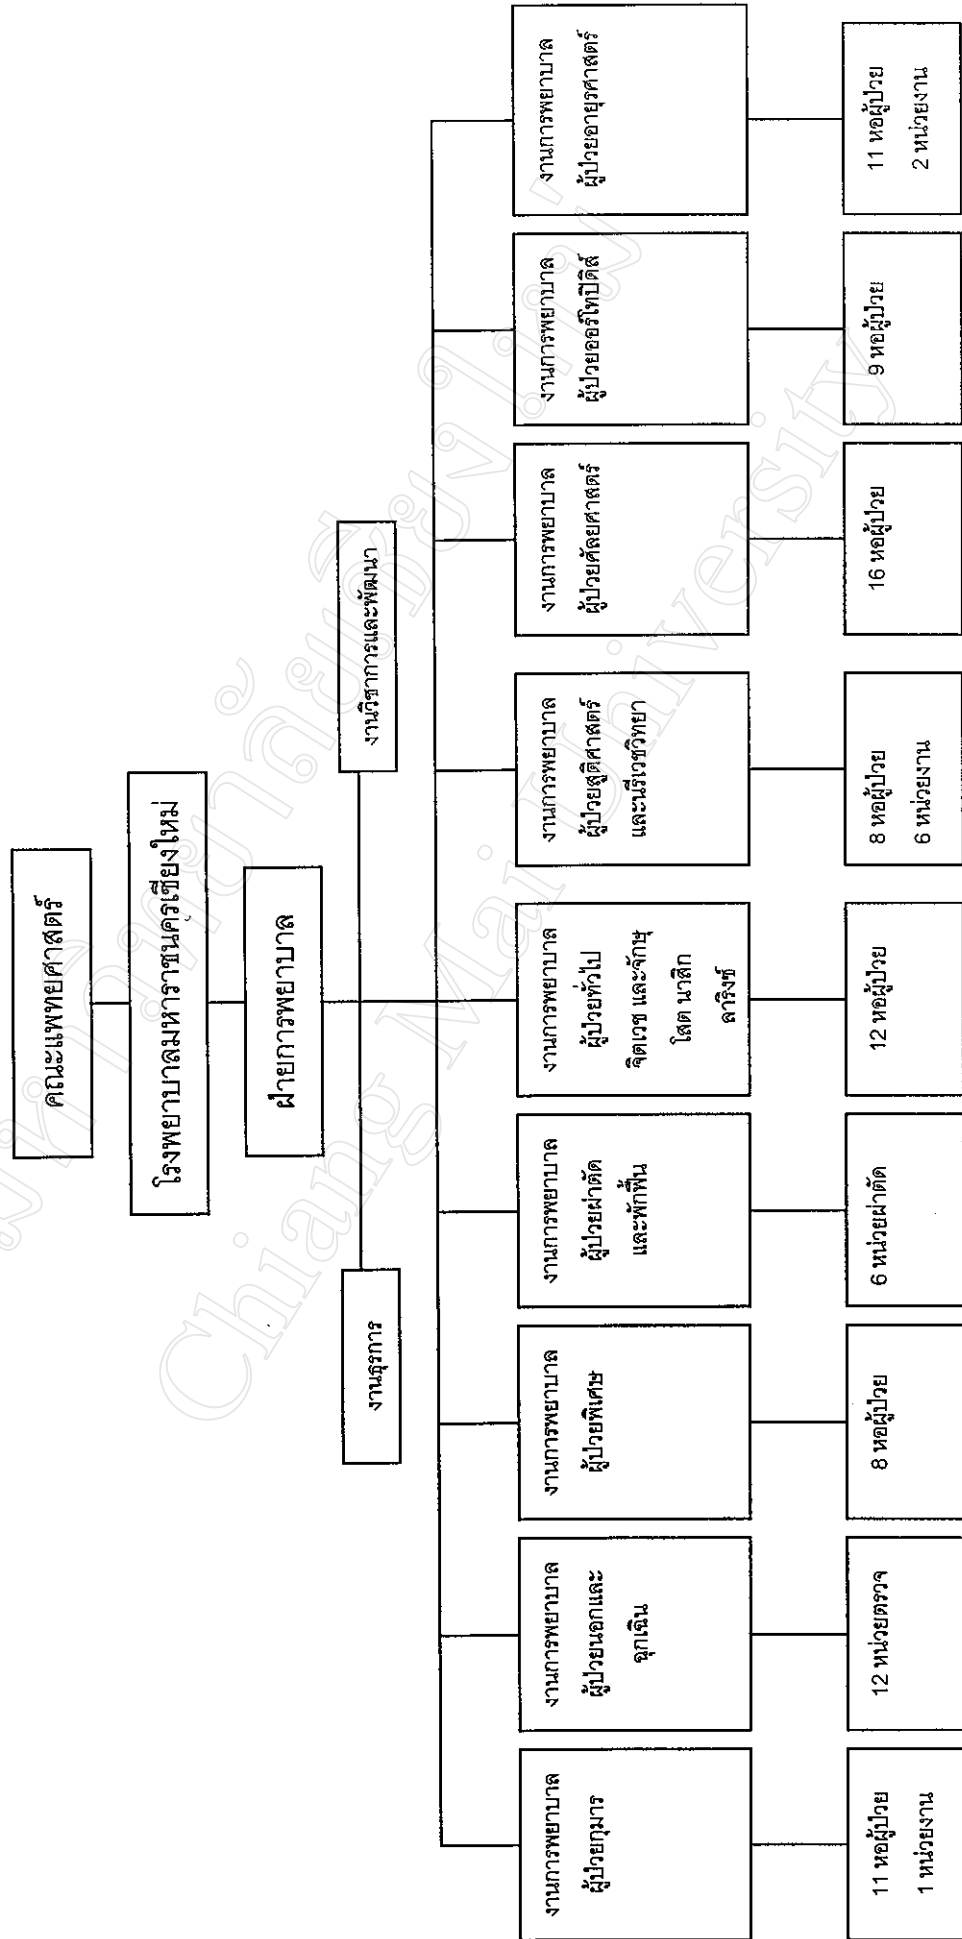 คณะแพทยศาสตร์
โรงพยาบาลมหาราชนครเชียงใหม่
ฝ่ายการพยาบาล
งานธุรการ
งานวิชาการและพัฒนา
งานการพยาบาล
ผู้ป่วยกุมาร
งานการพยาบาล
ผู้ป่วยนอกและ
ฉุกเฉิน
งานการพยาบาล
ผู้ป่วยพิเศษ
งานการพยาบาล
ผู้ป่วยผ่าตัด
และพักฟื้น
งานการพยาบาล
ผู้ป่วยทั่วไป
จิตเวช และจักษุ
โสต นาสิก
ลาริงซ์
งานการพยาบาล
ผู้ป่วยสูติศาสตร์
และนรีเวชวิทยา
งานการพยาบาล
ผู้ป่วยศัลยศาสตร์
งานการพยาบาล
ผู้ป่วยออร์โทปิดิส์
งานการพยาบาล
ผู้ป่วยอายุรศาสตร์
11 หอผู้ป่วย
1 หน่วยงาน
12 หน่วยตรวจ
8 หอผู้ป่วย
6 หน่วยผ่าตัด
12 หอผู้ป่วย
8 หอผู้ป่วย
6 หน่วยงาน
16 หอผู้ป่วย
9 หอผู้ป่วย
11 หอผู้ป่วย
2 หน่วยงาน
มหาวิทยาลัยเชียงใหม่
Chiang Mai University